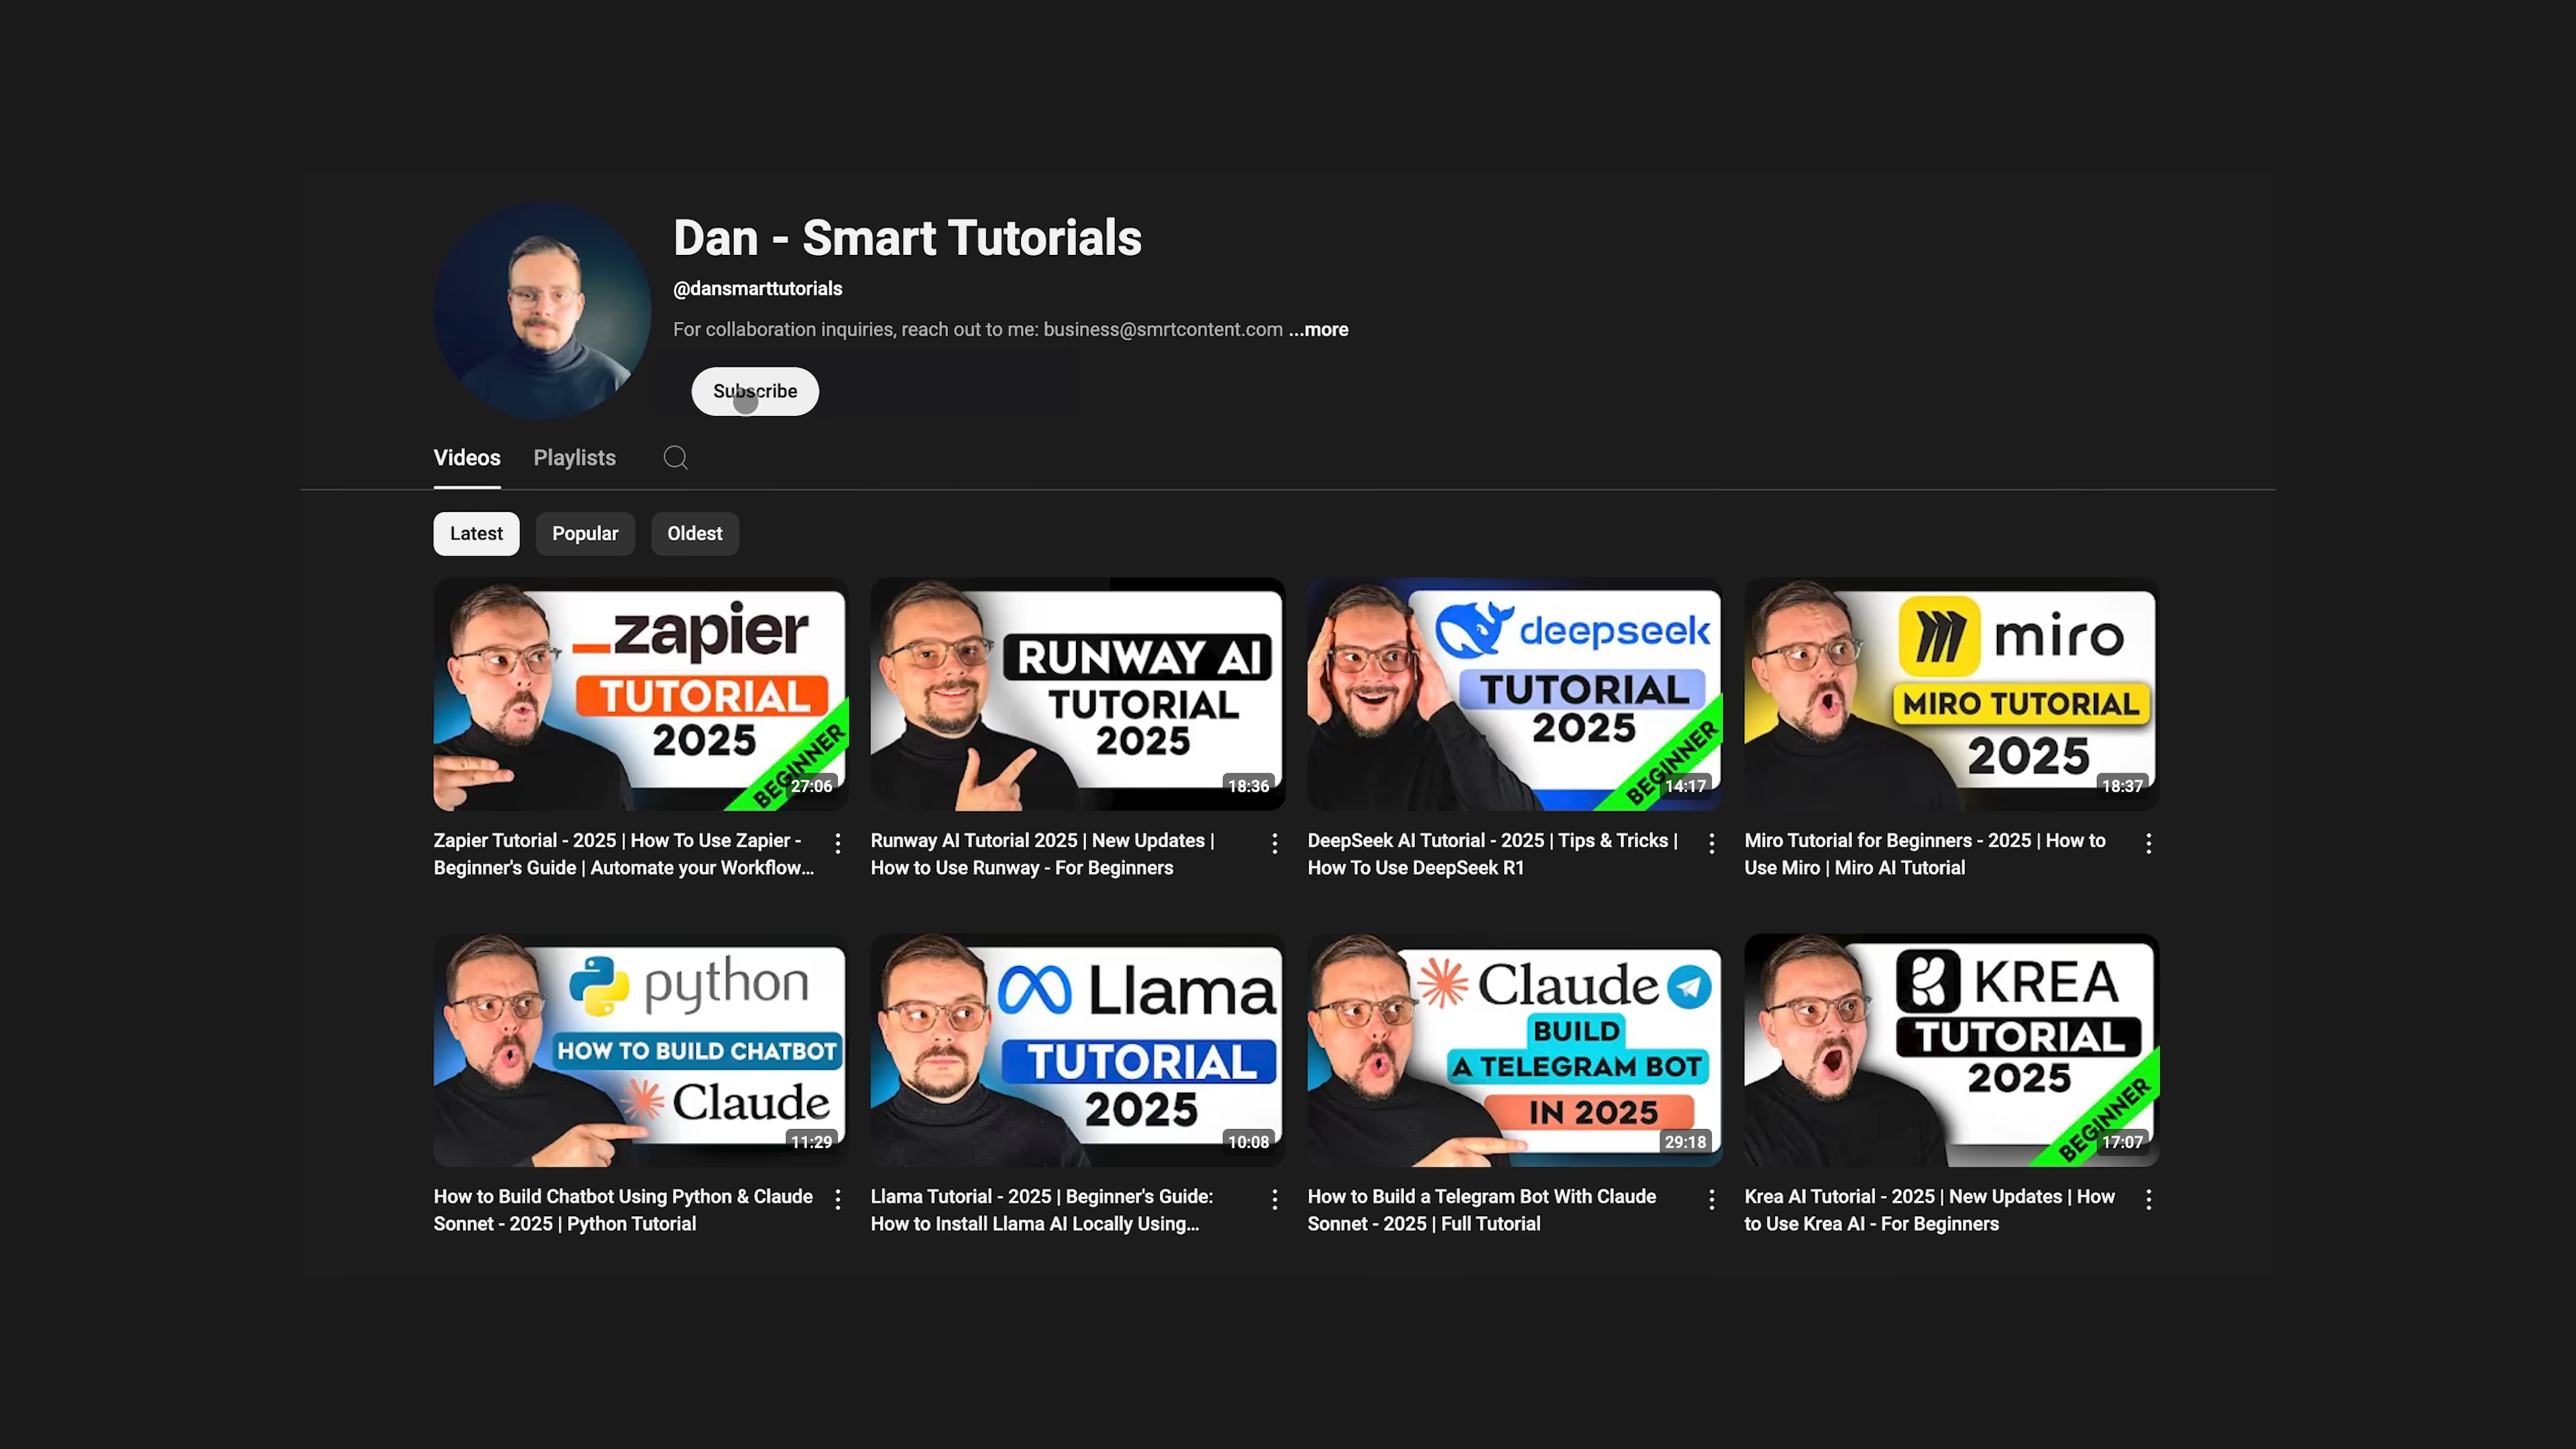 Dan - Smart Tutorials
@dansmarttutorials
For collaboration inquiries, reach out to me: business@smrtcontent.com ...more
Subscribe
Videos Playlists
Latest Popular Oldest
zapier
TUTORIAL
2025
BEGINNER
27:06
RUNWAY AI
TUTORIAL
2025
18:36
deepseek
TUTORIAL
2025
BEGINNER
14:17
miro
MIRO TUTORIAL
2025
18:37
Zapier Tutorial - 2025 | How To Use Zapier -
Beginner's Guide | Automate your Workflow...
Runway AI Tutorial 2025 | New Updates |
How to Use Runway - For Beginners
DeepSeek AI Tutorial - 2025 | Tips & Tricks |
How To Use DeepSeek R1
Miro Tutorial for Beginners - 2025 | How to
Use Miro | Miro AI Tutorial
python
HOW TO BUILD CHATBOT
Claude
11:29
Llama
TUTORIAL
2025
10:08
Claude
BUILD
A TELEGRAM BOT
IN 2025
29:18
KREA
TUTORIAL
2025
BEGINNER
17:07
How to Build Chatbot Using Python & Claude
Sonnet - 2025 | Python Tutorial
Llama Tutorial - 2025 | Beginner's Guide:
How to Install Llama AI Locally Using...
How to Build a Telegram Bot With Claude
Sonnet - 2025 | Full Tutorial
Krea AI Tutorial - 2025 | New Updates | How
to Use Krea AI - For Beginners